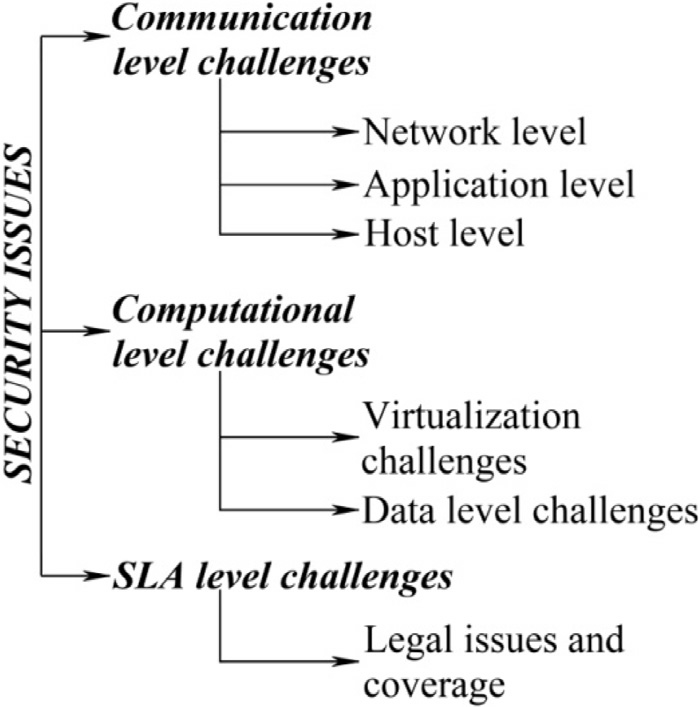 SECURITY ISSUES
Communication
level challenges
Network level
Application level
Host level
Computational
level challenges
Virtualization
challenges
Data level challenges
SLA level challenges
Legal issues and
coverage